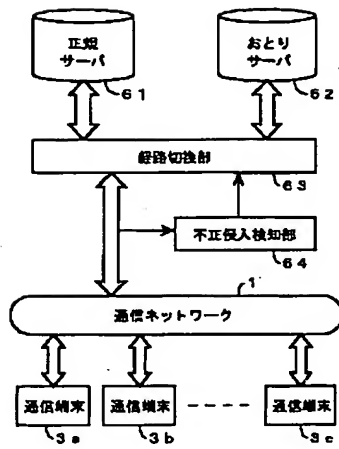 正規
サーバ
61
おとり
サーバ
62
経路切換部
63
不正侵入検知部
64
1
通信ネットワーク
通信端末
3a
通信端末
3b
通信端末
3c